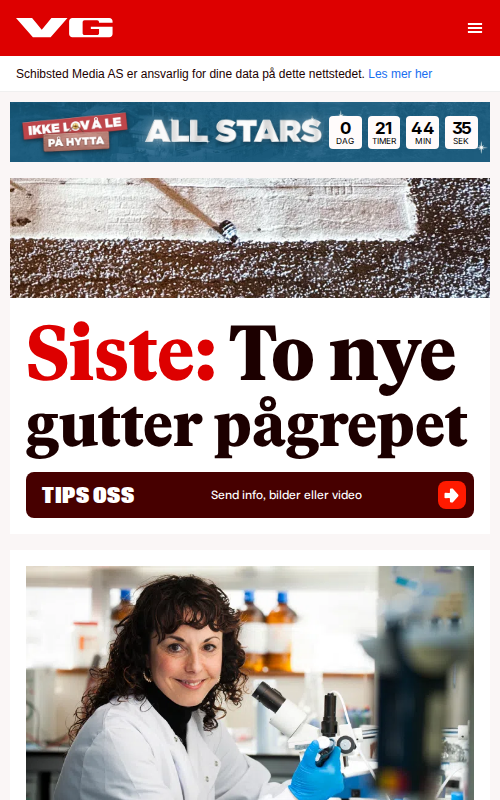 VG
Schibsted Media AS er ansvarlig for dine data på dette nettstedet. Les mer her
IKKE LOV Å LE
PÅ HYTTA
ALL STARS
0 21 44 35
DAG TIMER MIN SEK
Siste: To nye
gutter pågrepet
TIPS OSS Send info, bilder eller video